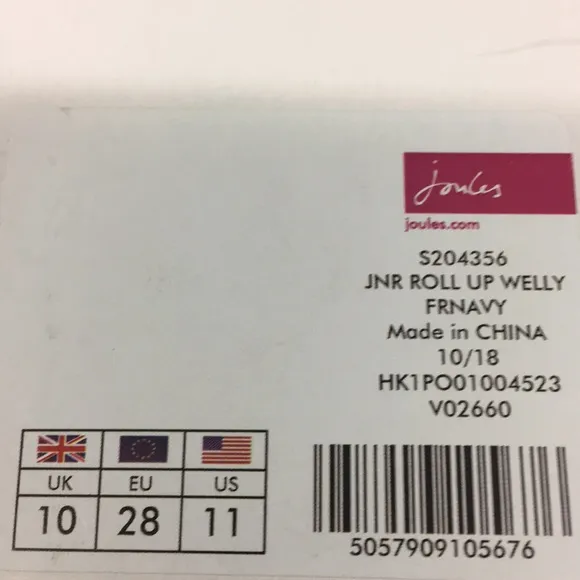 joules
joules.com
S204356
JNR ROLL UP WELLY
FRNAVY
Made in CHINA
10/18
HK1PO01004523
V02660
UK EU US
10 28 11
5057909105676